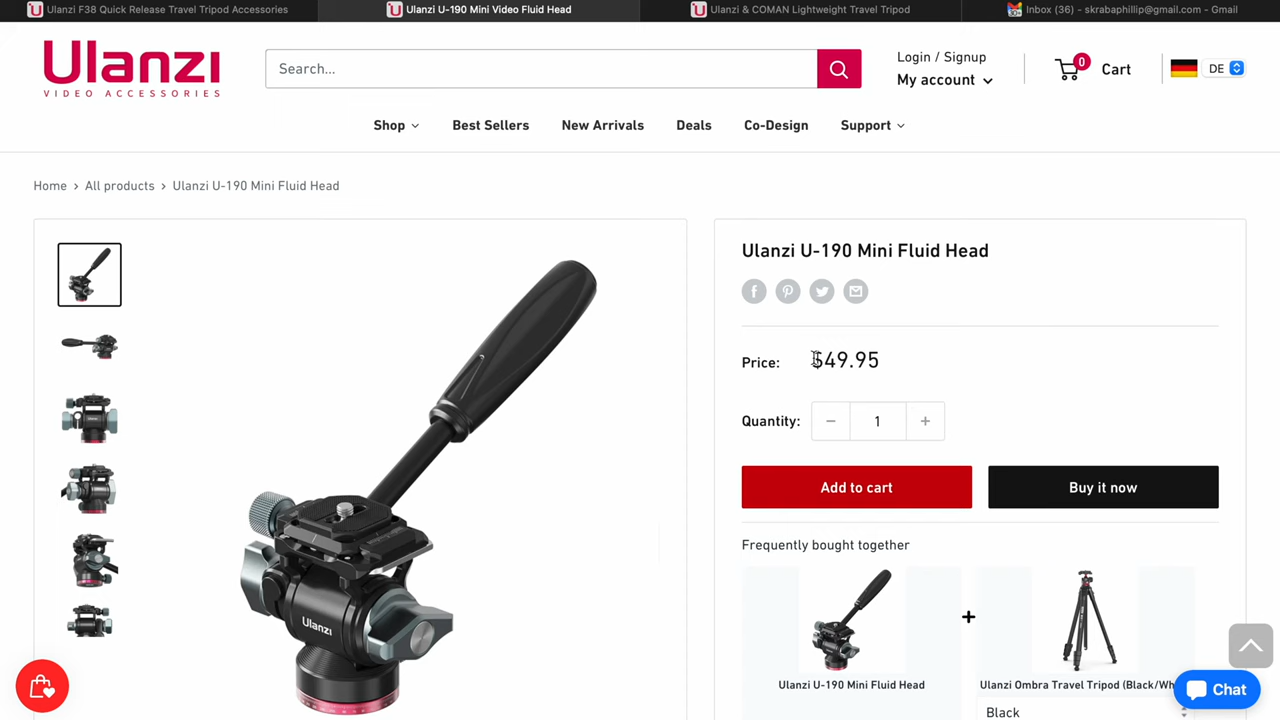 Ulanzi F38 Quick Release Travel Tripod Accessories
Ulanzi U-190 Mini Video Fluid Head
Ulanzi & COMAN Lightweight Travel Tripod
Inbox (36) - skrabaphillip@gmail.com - Gmail
Ulanzi
VIDEO ACCESSORIES
Search...
Login / Signup
My account
0
Cart
DE
Shop
Best Sellers
New Arrivals
Deals
Co-Design
Support
Home > All products > Ulanzi U-190 Mini Fluid Head
Ulanzi U-190 Mini Fluid Head
Price: $49.95
Quantity: − 1 +
Add to cart
Buy it now
Frequently bought together
Ulanzi
+
Ulanzi U-190 Mini Fluid Head
Ulanzi Ombra Travel Tripod (Black/Wh
Black
Chat